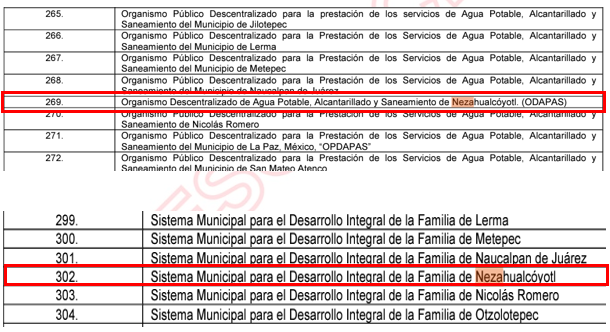 265. Organismo Público Descentralizado para la prestación de los servicios de Agua Potable, Alcantarillado y
Saneamiento del Municipio de Jilotepec
266. Organismo Público Descentralizado para la Prestación de los Servicios de Agua Potable, Alcantarillado y
Saneamiento del Municipio de Lerma
267. Organismo Público Descentralizado para la Prestación de los Servicios de Agua Potable, Alcantarillado y
Saneamiento del Municipio de Metepec
268. Organismo Público Descentralizado para la Prestación de los Servicios de Agua Potable, Alcantarillado y
Saneamiento del Municipio de Naucalpan de Juárez
269. Organismo Descentralizado de Agua Potable, Alcantarillado y Saneamiento de Nezahualcóyotl. (ODAPAS)
270. Organismo Público Descentralizado para la Prestación de los Servicios de Agua Potable, Alcantarillado y
Saneamiento de Nicolás Romero
271. Organismo Público Descentralizado para la Prestación de los Servicios de Agua Potable, Alcantarillado y
Saneamiento del Municipio de La Paz, México, “OPDAPAS”
272. Organismo Público Descentralizado para la Prestación de los Servicios de Agua Potable, Alcantarillado y
Saneamiento del Municipio de San Mateo Atenco
299. Sistema Municipal para el Desarrollo Integral de la Familia de Lerma
300. Sistema Municipal para el Desarrollo Integral de la Familia de Metepec
301. Sistema Municipal para el Desarrollo Integral de la Familia de Naucalpan de Juárez
302. Sistema Municipal para el Desarrollo Integral de la Familia de Nezahualcóyotl
303. Sistema Municipal para el Desarrollo Integral de la Familia de Nicolás Romero
304. Sistema Municipal para el Desarrollo Integral de la Familia de Otzolotepec